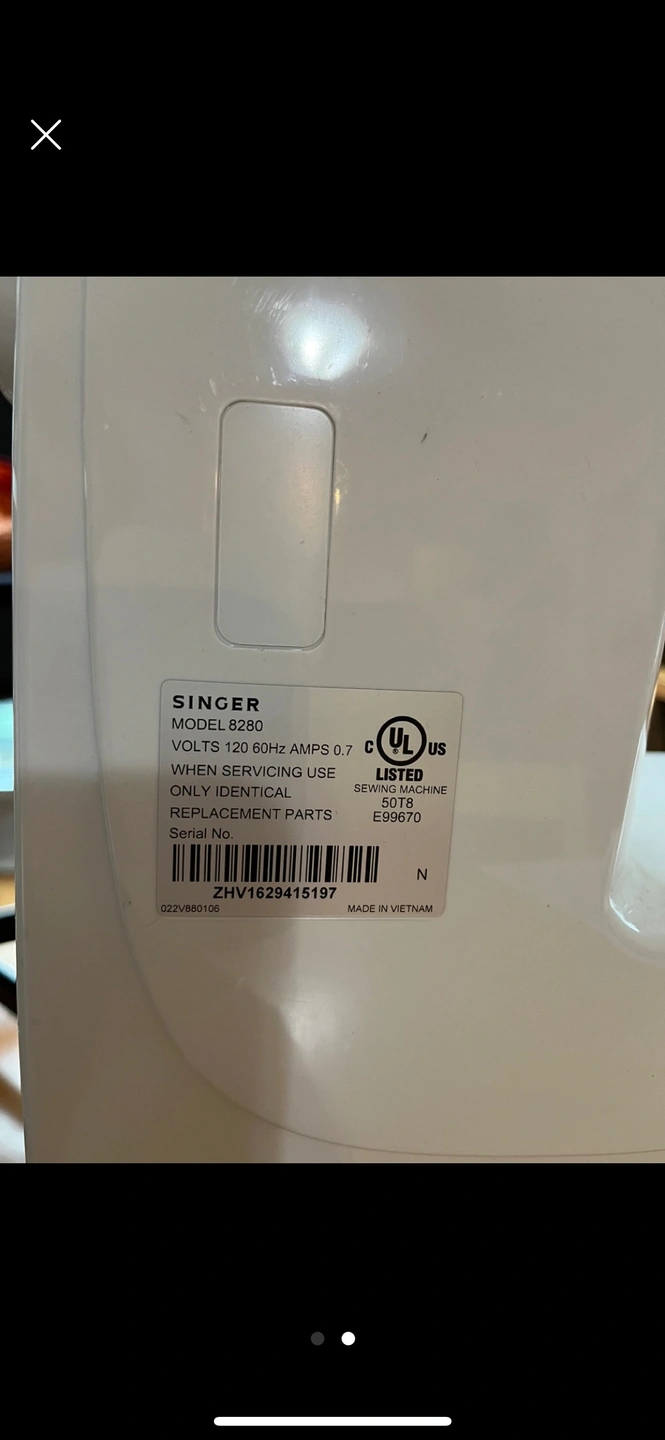 SINGER
MODEL 8280
VOLTS 120 60Hz AMPS 0.7
WHEN SERVICING USE
ONLY IDENTICAL
REPLACEMENT PARTS
Serial No.
ZHV1629415197
022V880106
C UL ® US
LISTED
SEWING MACHINE
50T8
E99670
N
MADE IN VIETNAM